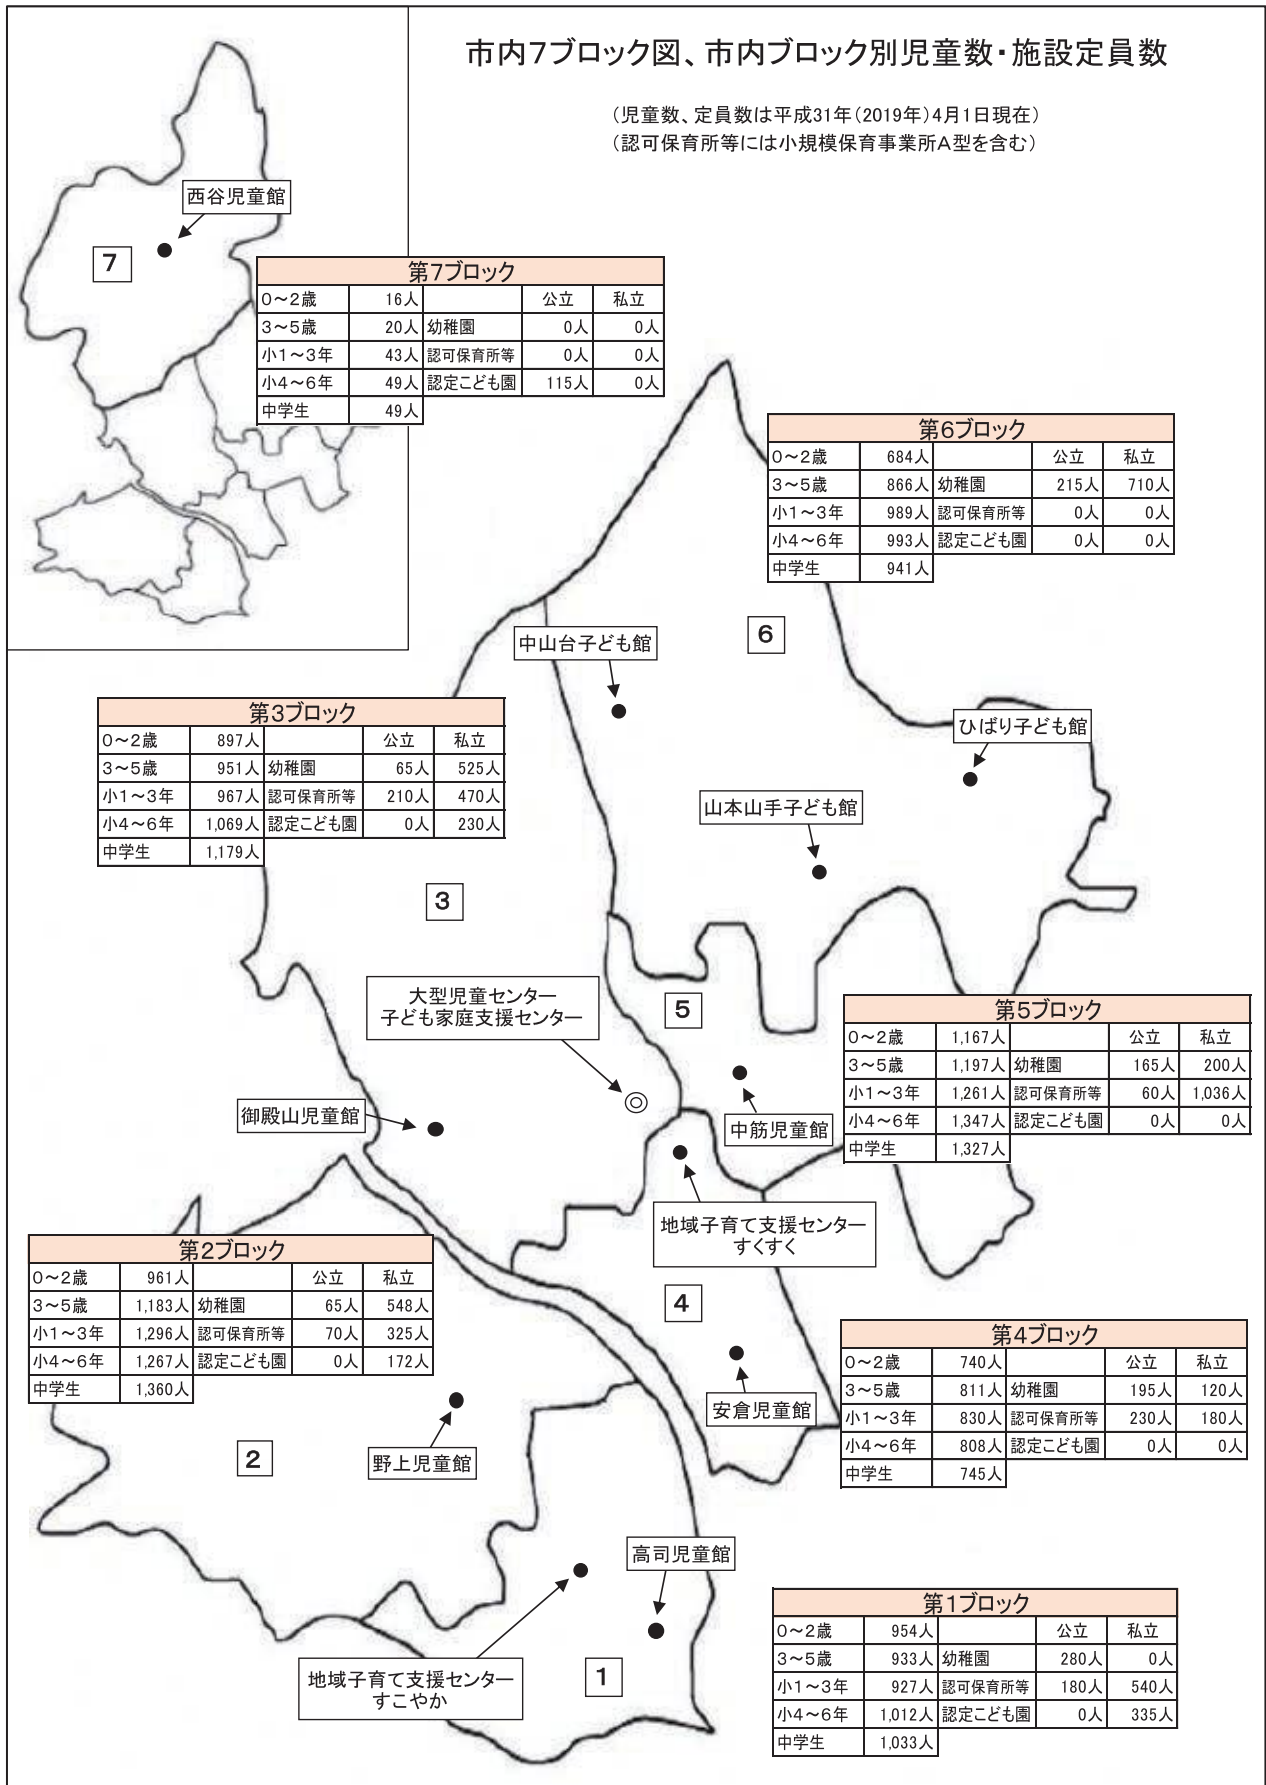 市内7ブロック図、市内ブロック別児童数・施設定員数
（児童数、定員数は平成31年（2019年）4月1日現在）
（認可保育所等には小規模保育事業所A型を含む）
西谷児童館
7
第7ブロック
0～2歳 16人 公立 私立
3～5歳 20人 幼稚園 0人 0人
小1～3年 43人 認可保育所等 0人 0人
小4～6年 49人 認定こども園 115人 0人
中学生 49人
第6ブロック
0～2歳 684人 公立 私立
3～5歳 866人 幼稚園 215人 710人
小1～3年 989人 認可保育所等 0人 0人
小4～6年 993人 認定こども園 0人 0人
中学生 941人
6
中山台子ども館
ひばり子ども館
山本山手子ども館
第3ブロック
0～2歳 897人 公立 私立
3～5歳 951人 幼稚園 65人 525人
小1～3年 967人 認可保育所等 210人 470人
小4～6年 1,069人 認定こども園 0人 230人
中学生 1,179人
3
大型児童センター
子ども家庭支援センター
5
第5ブロック
0～2歳 1,167人 公立 私立
3～5歳 1,197人 幼稚園 165人 200人
小1～3年 1,261人 認可保育所等 60人 1,036人
小4～6年 1,347人 認定こども園 0人 0人
中学生 1,327人
御殿山児童館
中筋児童館
地域子育て支援センター
すくすく
第2ブロック
0～2歳 961人 公立 私立
3～5歳 1,183人 幼稚園 65人 548人
小1～3年 1,296人 認可保育所等 70人 325人
小4～6年 1,267人 認定こども園 0人 172人
中学生 1,360人
4
第4ブロック
0～2歳 740人 公立 私立
3～5歳 811人 幼稚園 195人 120人
小1～3年 830人 認可保育所等 230人 180人
小4～6年 808人 認定こども園 0人 0人
中学生 745人
安倉児童館
2
野上児童館
高司児童館
地域子育て支援センター
すこやか
1
第1ブロック
0～2歳 954人 公立 私立
3～5歳 933人 幼稚園 280人 0人
小1～3年 927人 認可保育所等 180人 540人
小4～6年 1,012人 認定こども園 0人 335人
中学生 1,033人